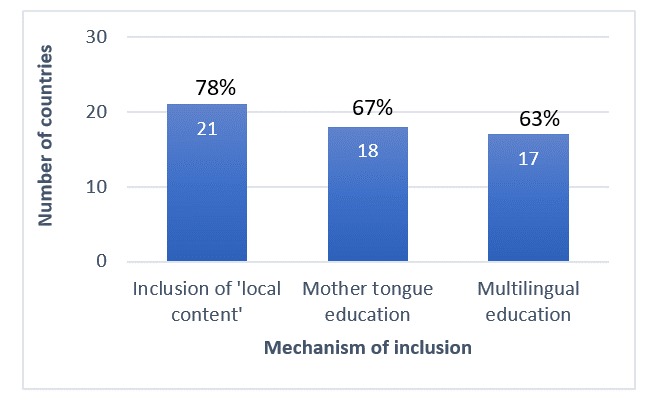 Number of countries
30
20
10
0
78%
67%
63%
21
18
17
Inclusion of 'local
content'
Mother tongue
education
Multilingual
education
Mechanism of inclusion